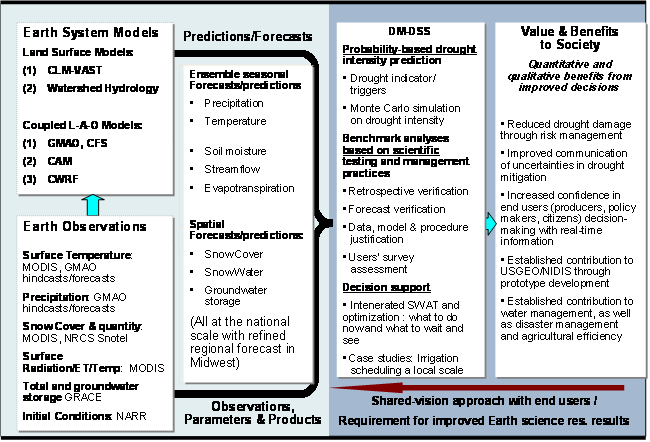 Earth System Models
Land Surface Models:
(1) CLM-VAST
(2) Watershed Hydrology
Coupled L-A-O Models:
(1) GMAO, CFS
(2) CAM
(3) CWRF
Earth Observations
Surface Temperature:
MODIS, GMAO
hindcasts/forecasts
Precipitation: GMAO
hindcasts/forecasts
Snow Cover & quantity:
MODIS, NRCS Snotel
Surface
Radiation/ET/Temp: MODIS
Total and groundwater
storage GRACE
Initial Conditions: NARR
Predictions/Forecasts
Ensemble seasonal
Forecasts/predictions
• Precipitation
• Temperature
• Soil moisture
• Streamflow
• Evapotranspiration
Spatial
Forecasts/predictions:
• SnowCover
• SnowWater
• Groundwater
storage
(All at the national
scale with refined
regional forecast in
Midwest)
Observations,
Parameters & Products
DM-DSS
Probability-based drought
intensity prediction
• Drought indicator/
triggers
• Monte Carlo simulation
on drought intensity
Benchmark analyses
based on scientific
testing and management
practices
• Retrospective verification
• Forecast verification
• Data, model & procedure
justification
• Users' survey
assessment
Decision support
• Intenerated SWAT and
optimization : what to do
nowand what to wait and
see
• Case studies: Irrigation
scheduling a local scale
Value & Benefits
to Society
Quantitative and
qualitative benefits from
improved decisions
• Reduced drought damage
through risk management
• Improved communication
of uncertainties in drought
mitigation
• Increased confidence in
end users (producers, policy
makers, citizens) decision-
making with real-time
information
• Established contribution to
USGEO/NIDIS through
prototype development
• Established contribution to
water management, as well
as disaster management
and agricultural efficiency
Shared-vision approach with end users /
Requirement for improved Earth science res. results